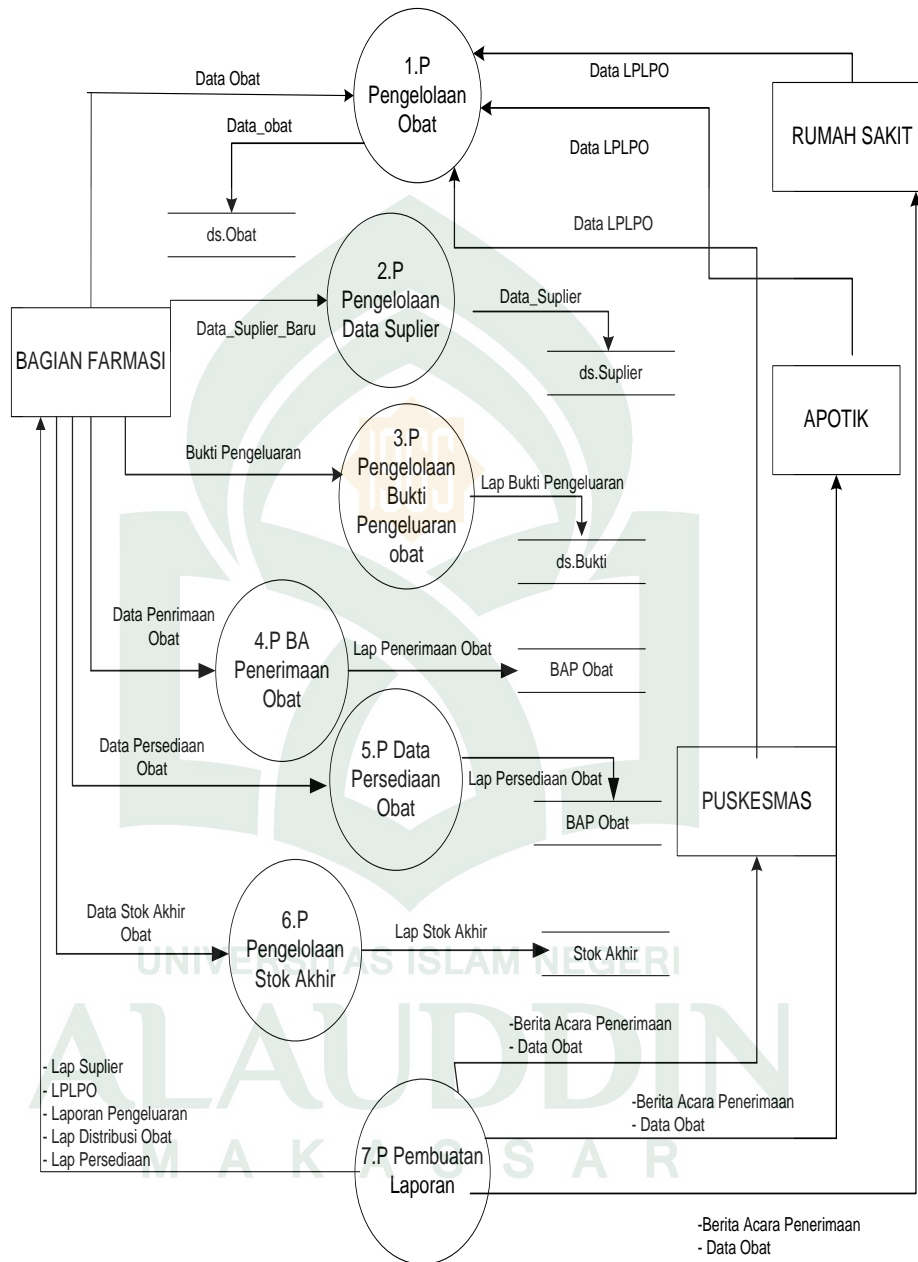 1.P
Pengelolaan
Obat
Data Obat
Data LPLPO
RUMAH SAKIT
Data_obat
Data LPLPO
ds.Obat
Data LPLPO
2.P
Pengelolaan
Data Suplier
Data_Suplier
Data_Suplier_Baru
BAGIAN FARMASI
ds.Suplier
APOTIK
3.P
Pengelolaan
Bukti
Pengeluaran
obat
Bukti Pengeluaran
Lap Bukti Pengeluaran
ds.Bukti
Data Penrimaan
Obat
4.P BA
Penerimaan
Obat
Lap Penerimaan Obat
BAP Obat
Data Persediaan
Obat
5.P Data
Persediaan
Obat
Lap Persediaan Obat
BAP Obat
PUSKESMAS
Data Stok Akhir
Obat
6.P
Pengelolaan
Stok Akhir
Lap Stok Akhir
Stok Akhir
UNIVERSITAS ISLAM NEGERI
ALAUDDIN
MAKASSAR
-Berita Acara Penerimaan
- Data Obat
- Lap Suplier
- LPLPO
- Laporan Pengeluaran
- Lap Distribusi Obat
- Lap Persediaan
-Berita Acara Penerimaan
- Data Obat
7.P Pembuatan
Laporan
-Berita Acara Penerimaan
- Data Obat